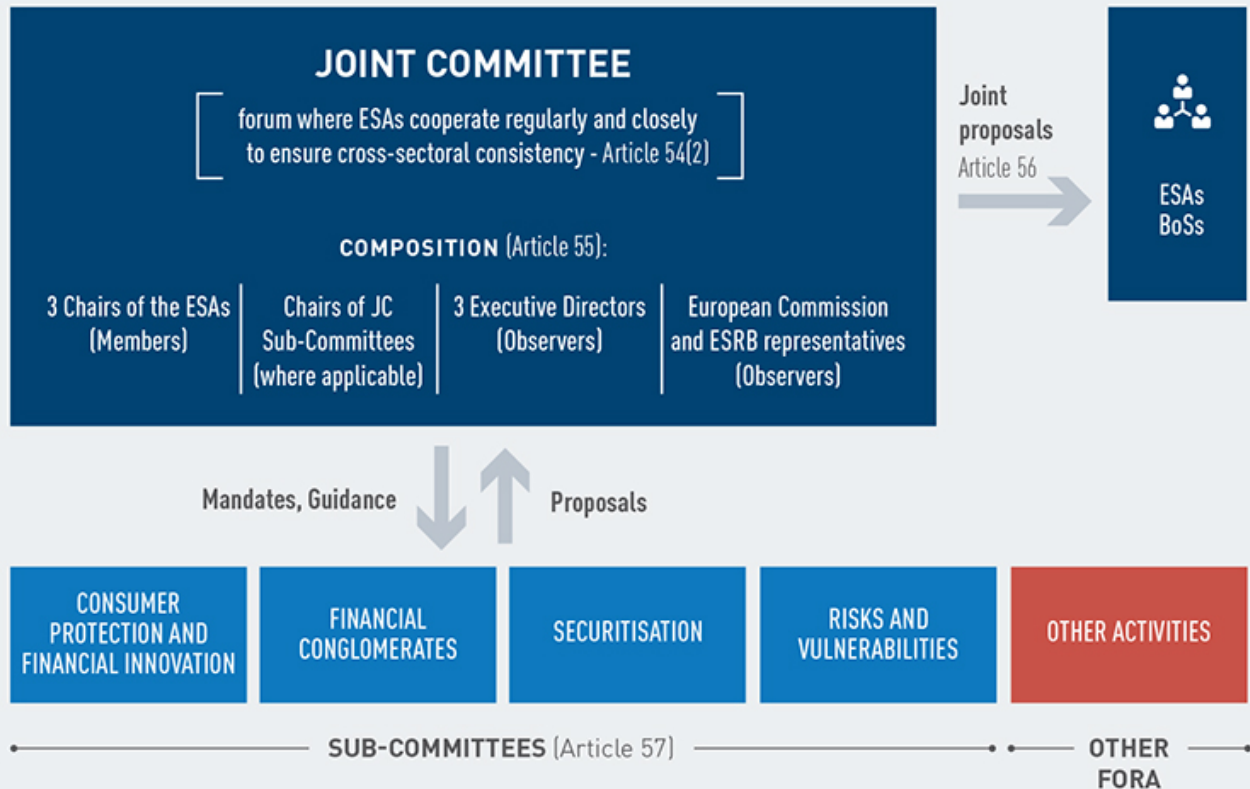 JOINT COMMITTEE
forum where ESAs cooperate regularly and closely
to ensure cross-sectoral consistency - Article 54(2)
COMPOSITION (Article 55):
3 Chairs of the ESAs
(Members)
Chairs of JC
Sub-Committees
(where applicable)
3 Executive Directors
(Observers)
European Commission
and ESRB representatives
(Observers)
Joint
proposals
Article 56
ESAs
BoSs
Mandates, Guidance
Proposals
CONSUMER
PROTECTION AND
FINANCIAL INNOVATION
FINANCIAL
CONGLOMERATES
SECURITISATION
RISKS AND
VULNERABILITIES
OTHER ACTIVITIES
SUB-COMMITTEES (Article 57)
OTHER
FORA